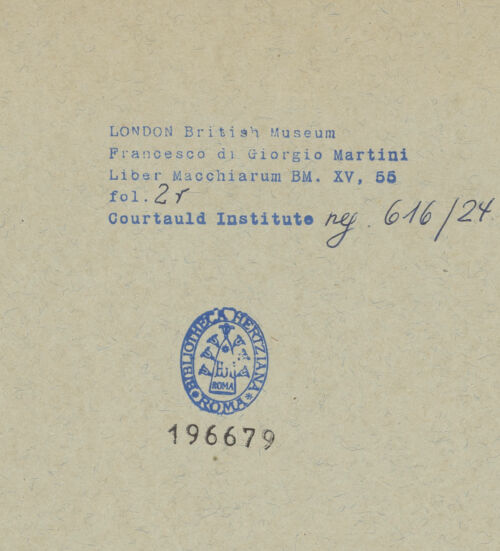 LONDON British Museum
Francesco di Giorgio Martini
Liber Macchiarum BM. XV, 55
fol. 2r
Courtauld Institute neg. 616/24
BIBLIOTHECA HERTZIANA
ROMA
ROMA
196679